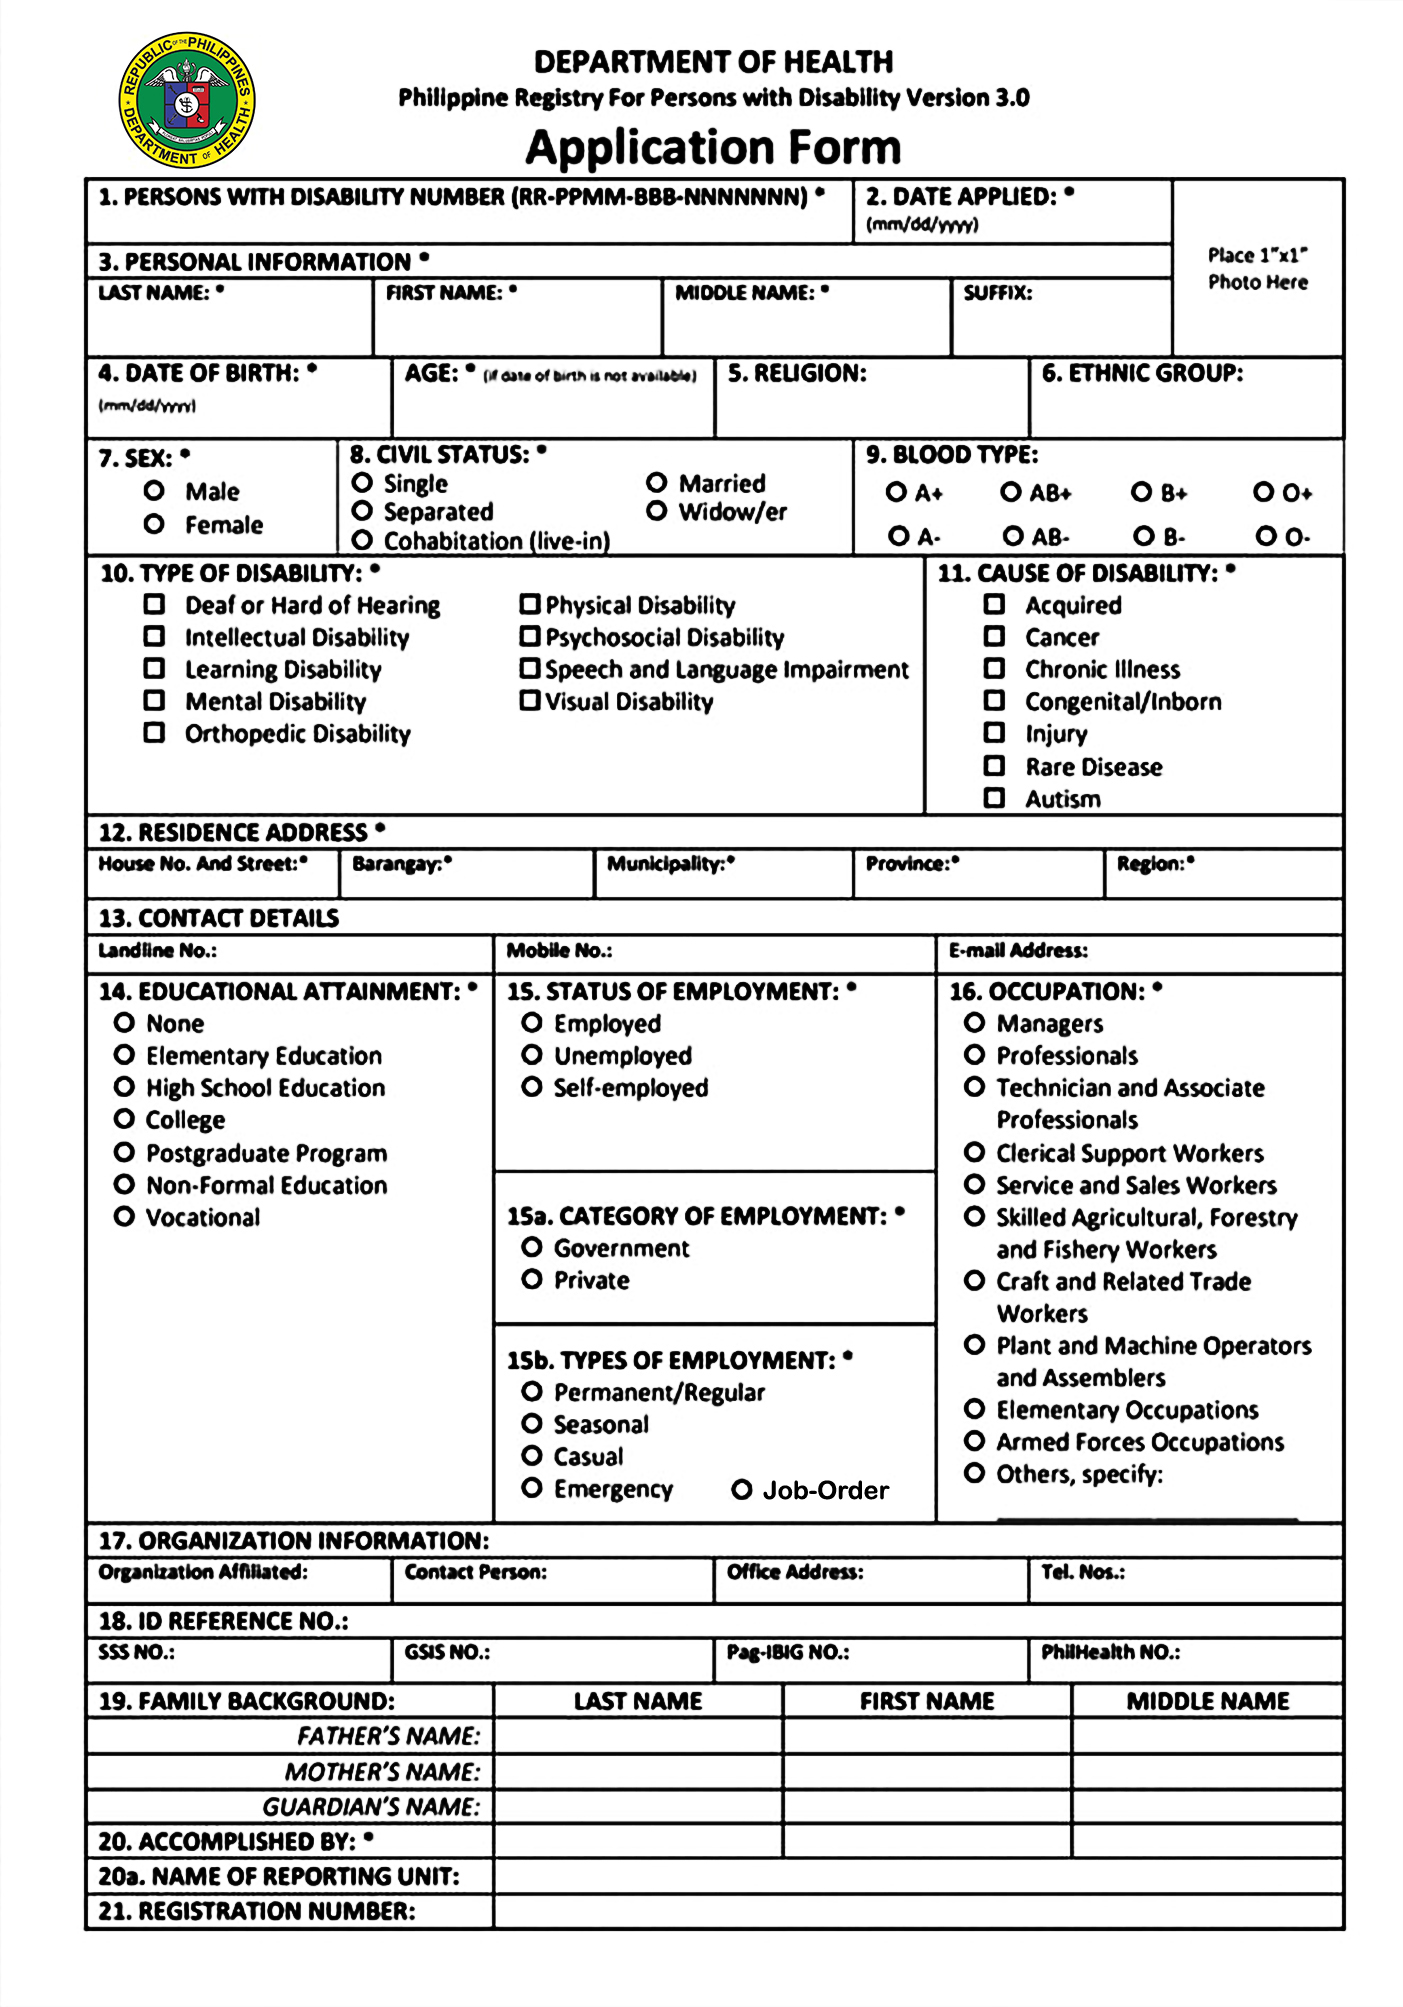 REPUBLIC OF THE PHILIPPINES
DEPARTMENT OF HEALTH
DEPARTMENT OF HEALTH
Philippine Registry For Persons with Disability Version 3.0
Application Form
1. PERSONS WITH DISABILITY NUMBER (RR-PPMM-BBB-NNNNNNN) *
2. DATE APPLIED: *
(mm/dd/yyyy)
Place 1"x1"
Photo Here
3. PERSONAL INFORMATION *
LAST NAME: *
FIRST NAME: *
MIDDLE NAME: *
SUFFIX:
4. DATE OF BIRTH: *
(mm/dd/yyyy)
AGE: * (if date of birth is not available)
5. RELIGION:
6. ETHNIC GROUP:
7. SEX: *
Male
Female
8. CIVIL STATUS: *
Single
Married
Separated
Widow/er
Cohabitation (live-in)
9. BLOOD TYPE:
A+ AB+ B+ O+
A- AB- B- O-
10. TYPE OF DISABILITY: *
Deaf or Hard of Hearing
Intellectual Disability
Learning Disability
Mental Disability
Orthopedic Disability
Physical Disability
Psychosocial Disability
Speech and Language Impairment
Visual Disability
11. CAUSE OF DISABILITY: *
Acquired
Cancer
Chronic Illness
Congenital/Inborn
Injury
Rare Disease
Autism
12. RESIDENCE ADDRESS *
House No. And Street:*
Barangay:*
Municipality:*
Province:*
Region:*
13. CONTACT DETAILS
Landline No.:
Mobile No.:
E-mail Address:
14. EDUCATIONAL ATTAINMENT: *
None
Elementary Education
High School Education
College
Postgraduate Program
Non-Formal Education
Vocational
15. STATUS OF EMPLOYMENT: *
Employed
Unemployed
Self-employed
15a. CATEGORY OF EMPLOYMENT: *
Government
Private
15b. TYPES OF EMPLOYMENT: *
Permanent/Regular
Seasonal
Casual
Emergency
Job-Order
16. OCCUPATION: *
Managers
Professionals
Technician and Associate
Professionals
Clerical Support Workers
Service and Sales Workers
Skilled Agricultural, Forestry
and Fishery Workers
Craft and Related Trade
Workers
Plant and Machine Operators
and Assemblers
Elementary Occupations
Armed Forces Occupations
Others, specify:
17. ORGANIZATION INFORMATION:
Organization Affiliated:
Contact Person:
Office Address:
Tel. Nos.:
18. ID REFERENCE NO.:
SSS NO.:
GSIS NO.:
Pag-IBIG NO.:
PhilHealth NO.:
19. FAMILY BACKGROUND:
LAST NAME
FIRST NAME
MIDDLE NAME
FATHER'S NAME:
MOTHER'S NAME:
GUARDIAN'S NAME:
20. ACCOMPLISHED BY: *
20a. NAME OF REPORTING UNIT:
21. REGISTRATION NUMBER: